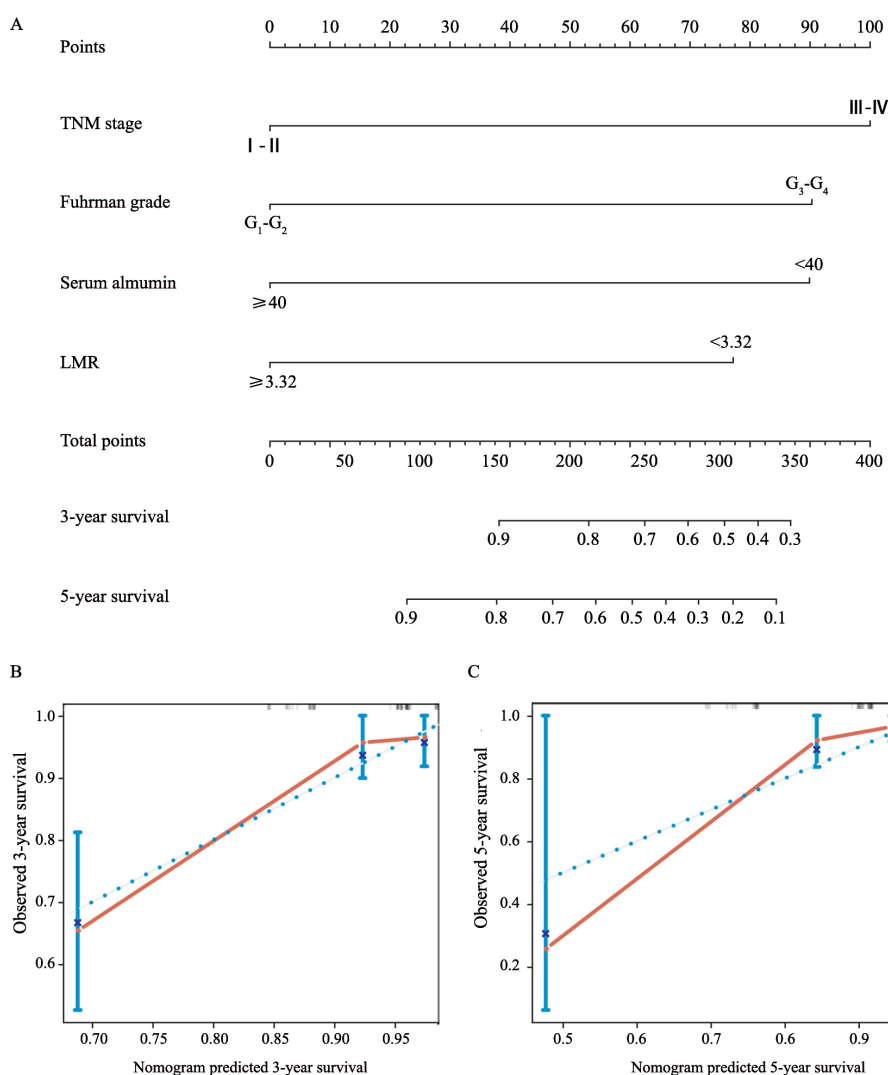 A
Points 0 10 20 30 40 50 60 70 80 90 100
TNM stage
III-IV
I-II
Fuhrman grade
G3-G4
G1-G2
Serum almumin
<40
⩾40
LMR
<3.32
⩾3.32
Total points
0 50 100 150 200 250 300 350 400
3-year survival
0.9 0.8 0.7 0.6 0.5 0.4 0.3
5-year survival
0.9 0.8 0.7 0.6 0.5 0.4 0.3 0.2 0.1
B
Observed 3-year survival
1.0
0.9
0.8
0.7
0.6
0.70 0.75 0.80 0.85 0.90 0.95
Nomogram predicted 3-year survival
C
Observed 5-year survival
1.0
0.8
0.6
0.4
0.2
0.5 0.6 0.7 0.6 0.9
Nomogram predicted 5-year survival